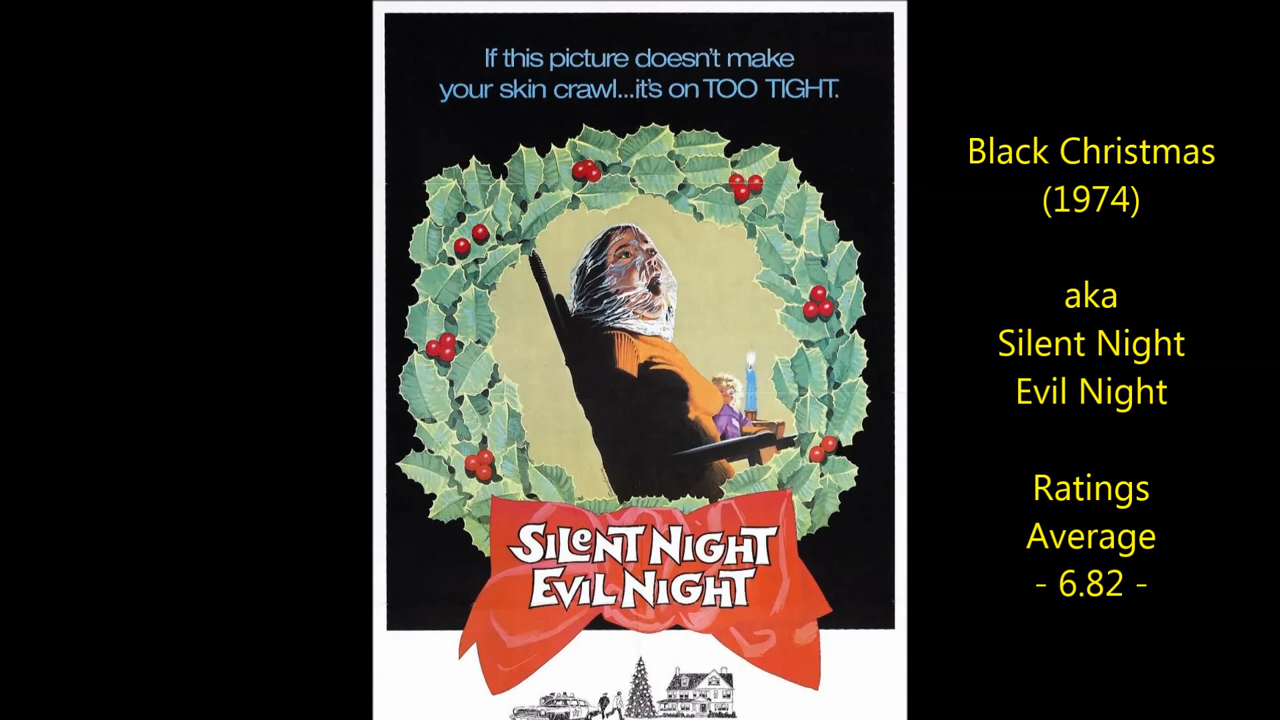 If this picture doesn't make
your skin crawl...it's on TOO TIGHT.
SILENT NIGHT
EVIL NIGHT
Black Christmas
(1974)
aka
Silent Night
Evil Night
Ratings
Average
- 6.82 -